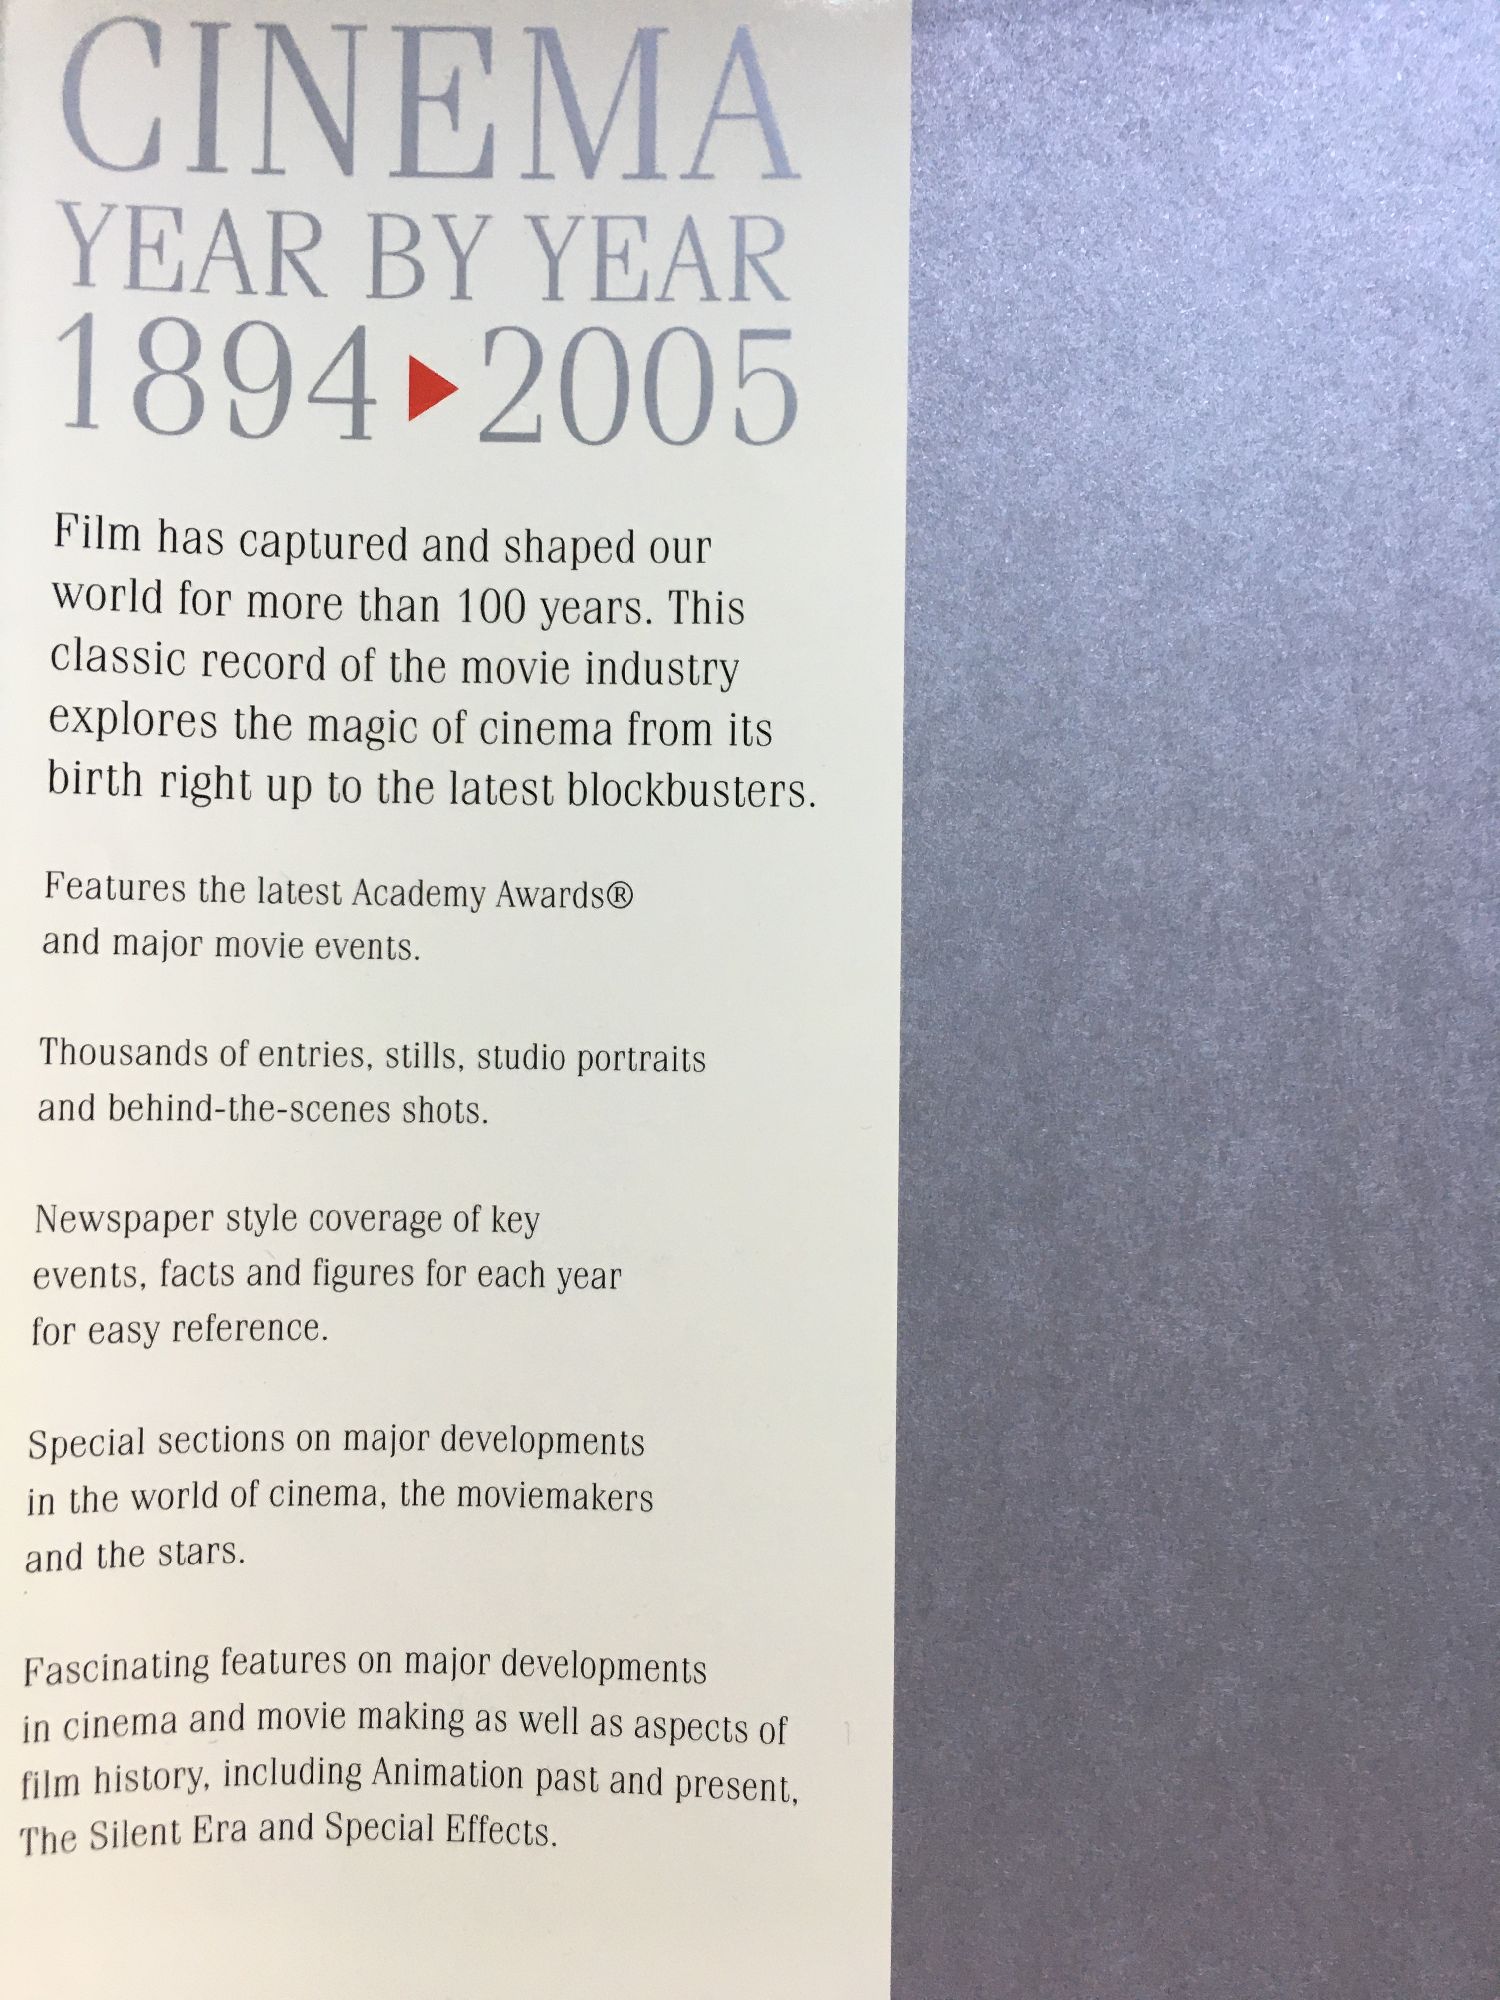 CINEMA
YEAR BY YEAR
1894 ▶ 2005
Film has captured and shaped our
world for more than 100 years. This
classic record of the movie industry
explores the magic of cinema from its
birth right up to the latest blockbusters.
Features the latest Academy Awards®
and major movie events.
Thousands of entries, stills, studio portraits
and behind-the-scenes shots.
Newspaper style coverage of key
events, facts and figures for each year
for easy reference.
Special sections on major developments
in the world of cinema, the moviemakers
and the stars.
Fascinating features on major developments
in cinema and movie making as well as aspects of
film history, including Animation past and present,
The Silent Era and Special Effects.